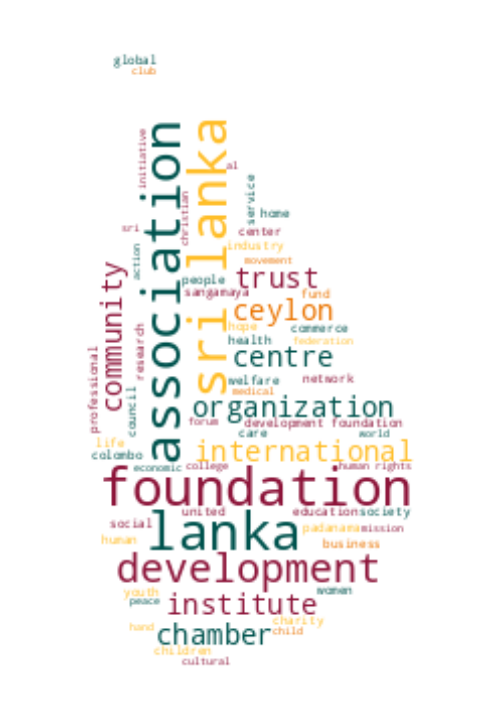 global
club
initiative
association
sri lanka
al
service
christian
home
sri
center
action
industry
movement
community
people
trust
sangamaya
fund
ceylon
research
hope
commerce
health
federation
professional
centre
welfare
network
council
medical
organization
forum
development foundation
care
world
life
international
colombo
economic
college
human rights
foundation
united
education
society
lanka
social
padanama
mission
human
business
development
youth
women
peace
institute
charity
hand
chamber
child
children
cultural